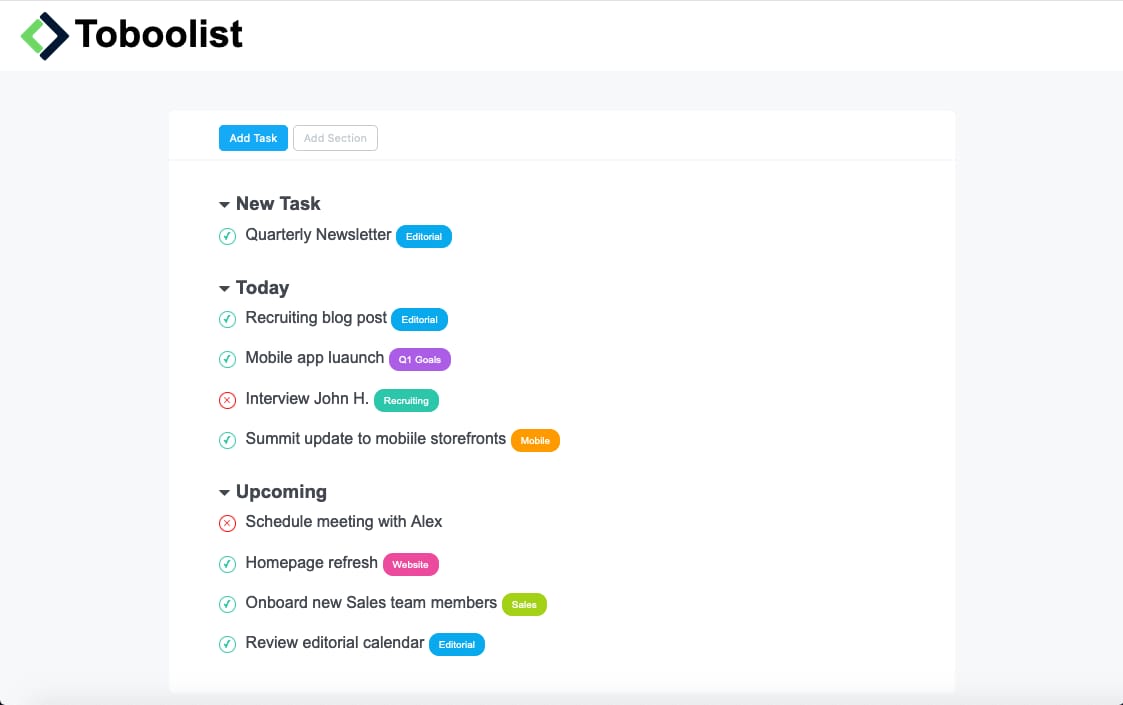 Toboolist
Add Task Add Section
New Task
Quarterly Newsletter Editorial
Today
Recruiting blog post Editorial
Mobile app luaunch Q1 Goals
Interview John H. Recruiting
Summit update to mobiile storefronts Mobile
Upcoming
Schedule meeting with Alex
Homepage refresh Website
Onboard new Sales team members Sales
Review editorial calendar Editorial